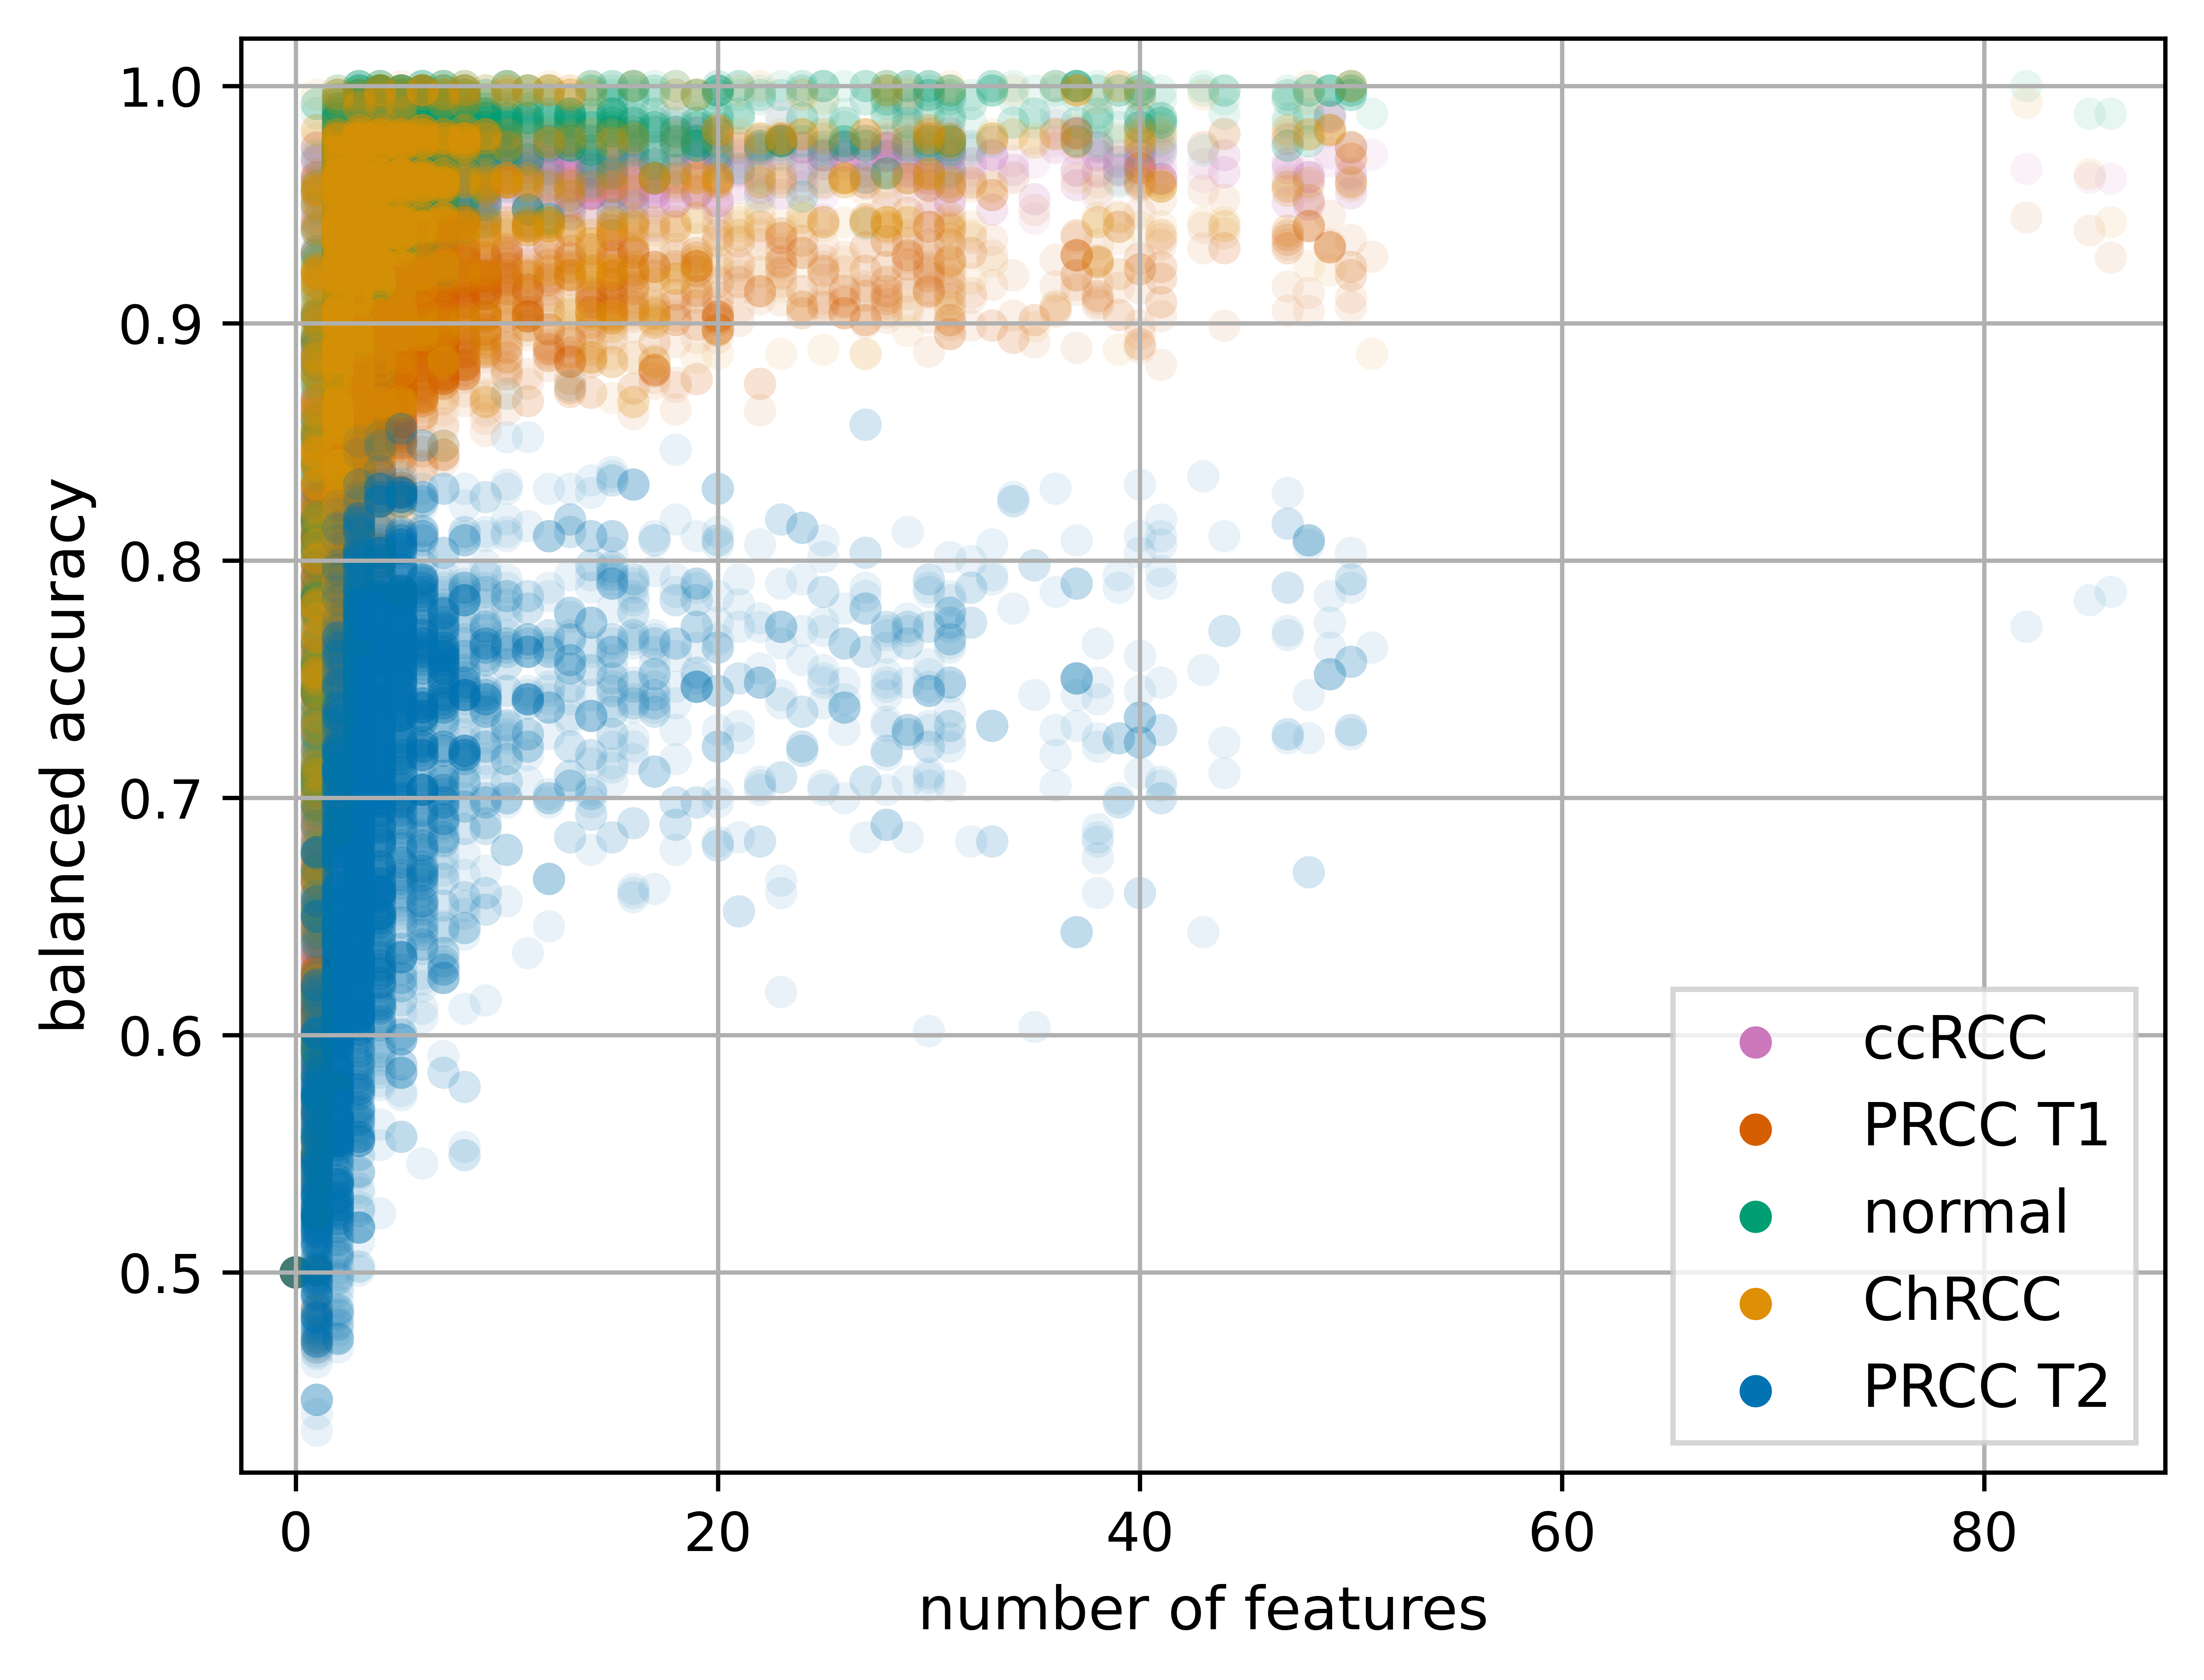 1.0
0.9
0.8
0.7
0.6
0.5
balanced accuracy
0 20 40 60 80
number of features
ccRCC
PRCC T1
normal
ChRCC
PRCC T2